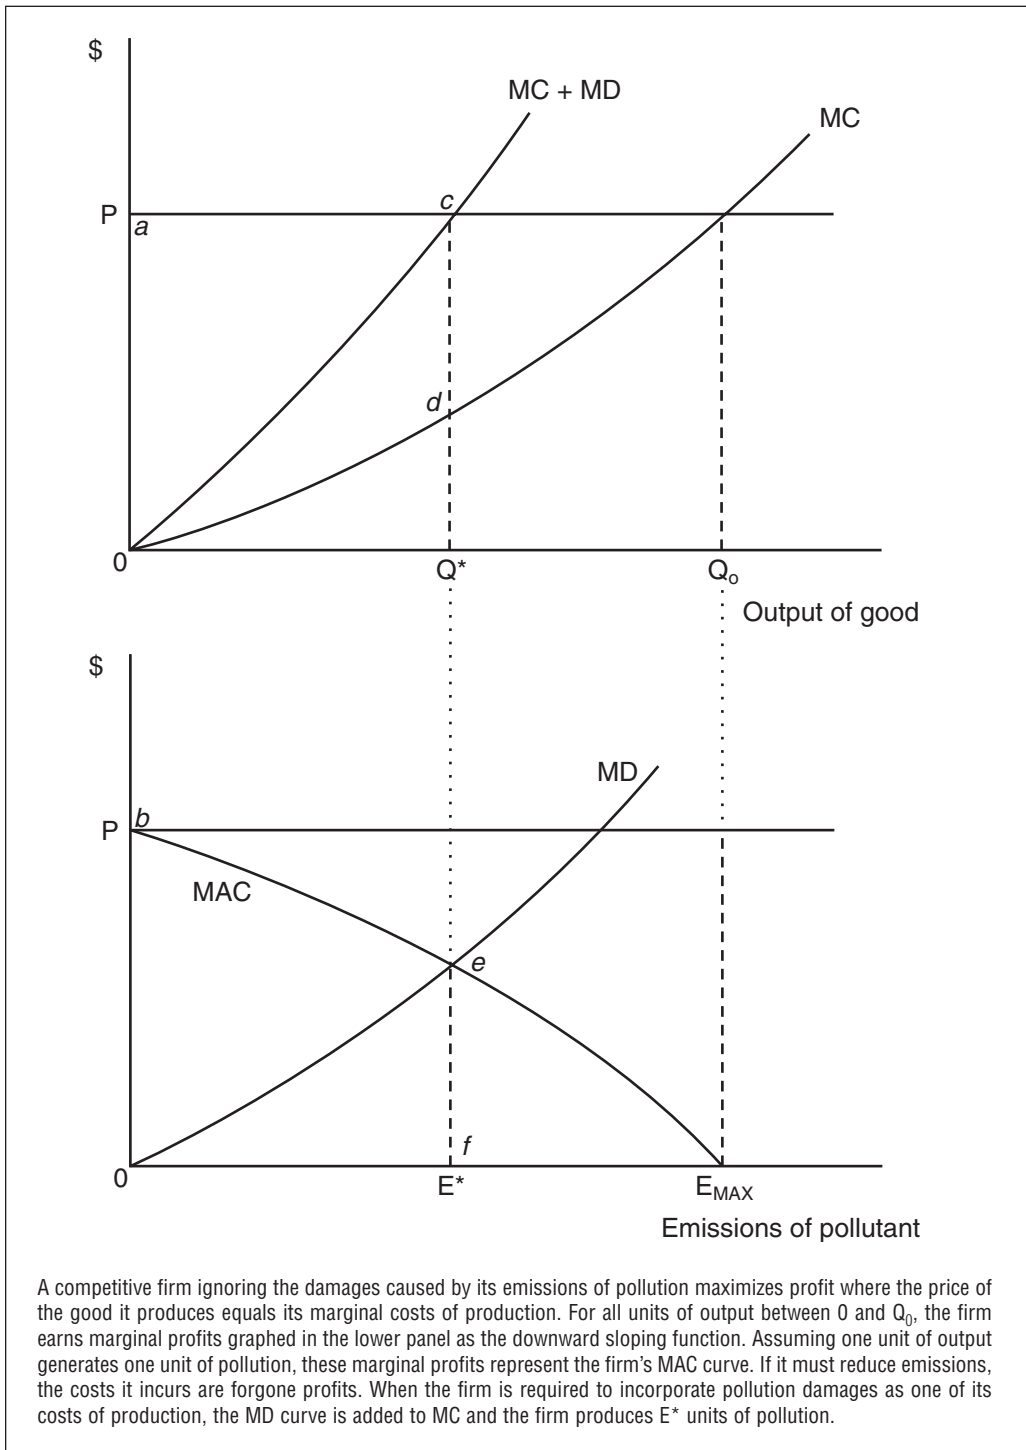 $
MC + MD
MC
P
a
c
d
0
Q*
Qo
Output of good
$
MD
P
b
MAC
e
f
0
E*
EMAX
Emissions of pollutant
A competitive firm ignoring the damages caused by its emissions of pollution maximizes profit where the price of
the good it produces equals its marginal costs of production. For all units of output between 0 and Q0, the firm
earns marginal profits graphed in the lower panel as the downward sloping function. Assuming one unit of output
generates one unit of pollution, these marginal profits represent the firm’s MAC curve. If it must reduce emissions,
the costs it incurs are forgone profits. When the firm is required to incorporate pollution damages as one of its
costs of production, the MD curve is added to MC and the firm produces E* units of pollution.